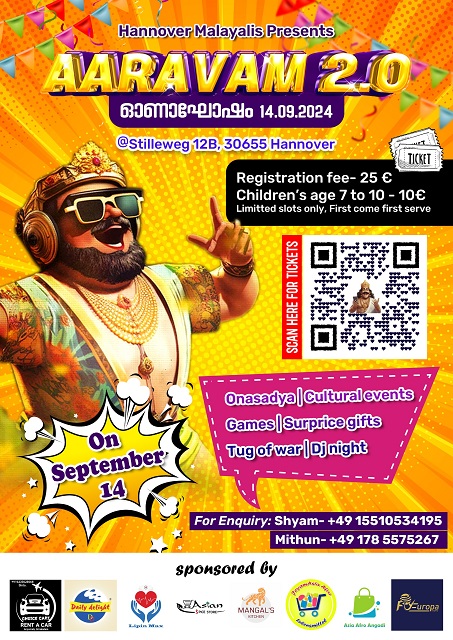 Hannover Malayalis Presents
AARAVAM 2.0
ഓണാഘോഷം 14.09.2024
@Stilleweg 12B, 30655 Hannover
TICKET
Registration fee- 25 €
Children's age 7 to 10 - 10€
Limitted slots only, First come first serve
SCAN HERE FOR TICKETS
Onasadya | Cultural events
Games | Surprice gifts
Tug of war | Dj night
On
September
14
For Enquiry: Shyam- +49 15510534195
Mithun- +49 178 5575267
sponsored by
CHOICE CARS
RENT A CAR
Daily delight
Lipin Max
Asian
MANGAL'S
KITCHEN
Asia Afro Angadi
Europa